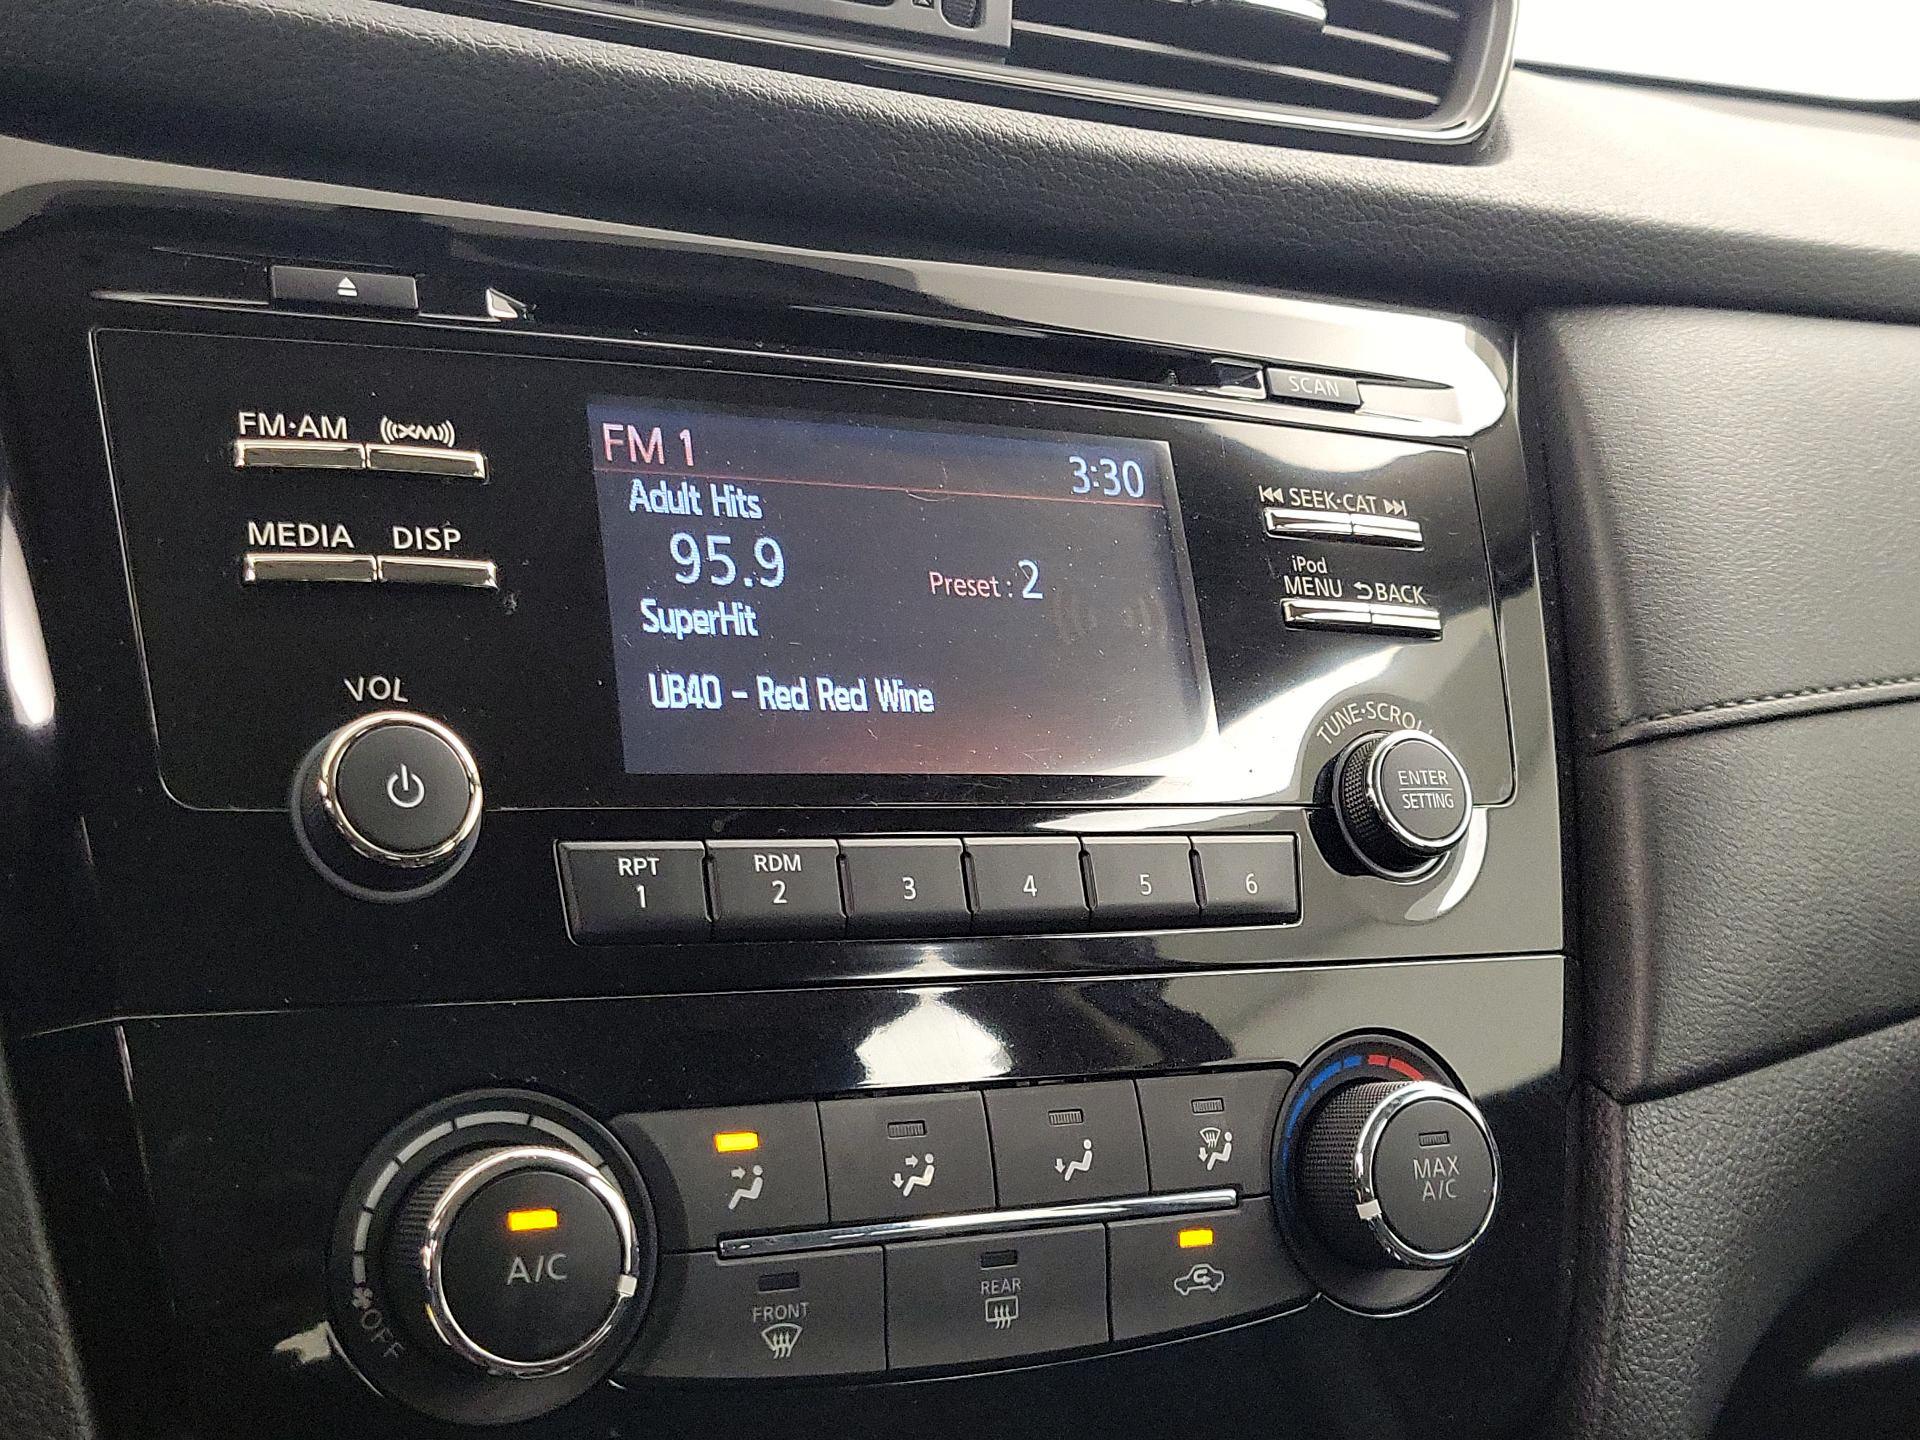 SCAN
FM·AM
((XM))
MEDIA
DISP
VOL
FM 1
3:30
Adult Hits
95.9
Preset : 2
SuperHit
UB40 - Red Red Wine
SEEK·CAT
iPod
MENU
BACK
TUNE·SCROLL
ENTER
SETTING
RPT
1
RDM
2
3
4
5
6
A/C
OFF
FRONT
REAR
MAX
A/C